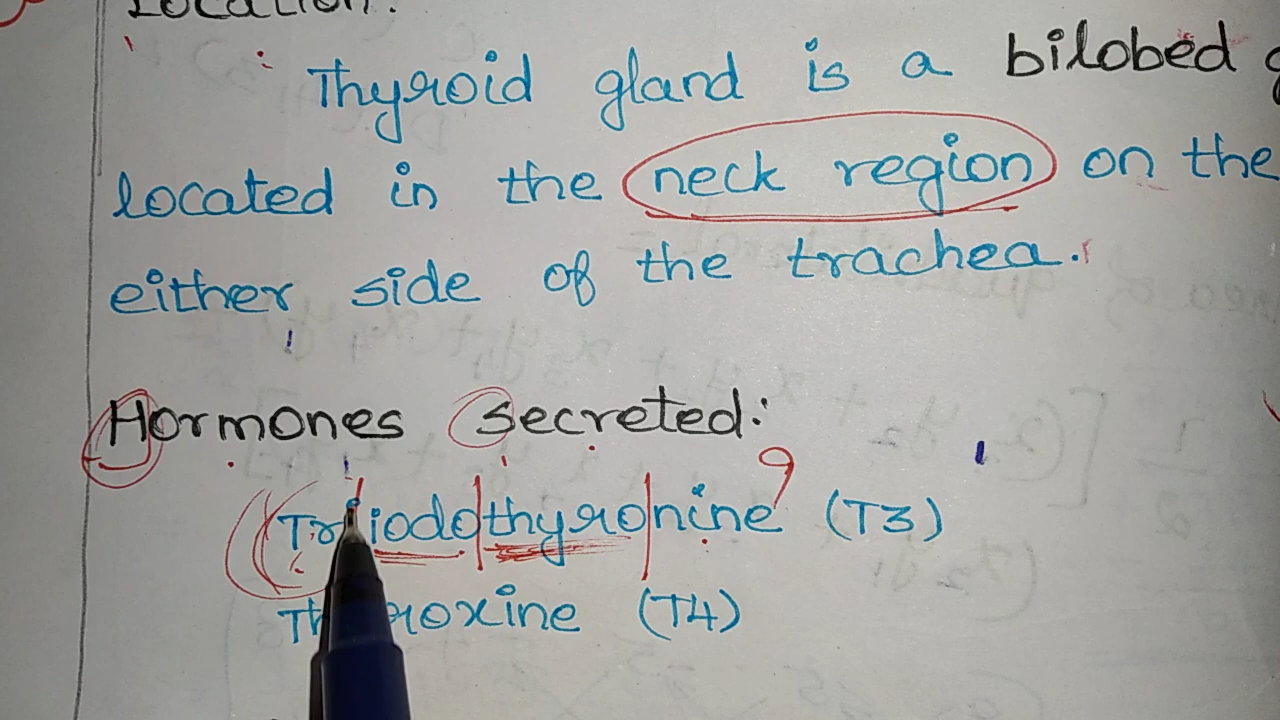 Location:
Thyroid gland is a bilobed
located in the neck region on the
either side of the trachea.
Hormones secreted:
Triiodothyronine (T3)
Thyroxine (T4)